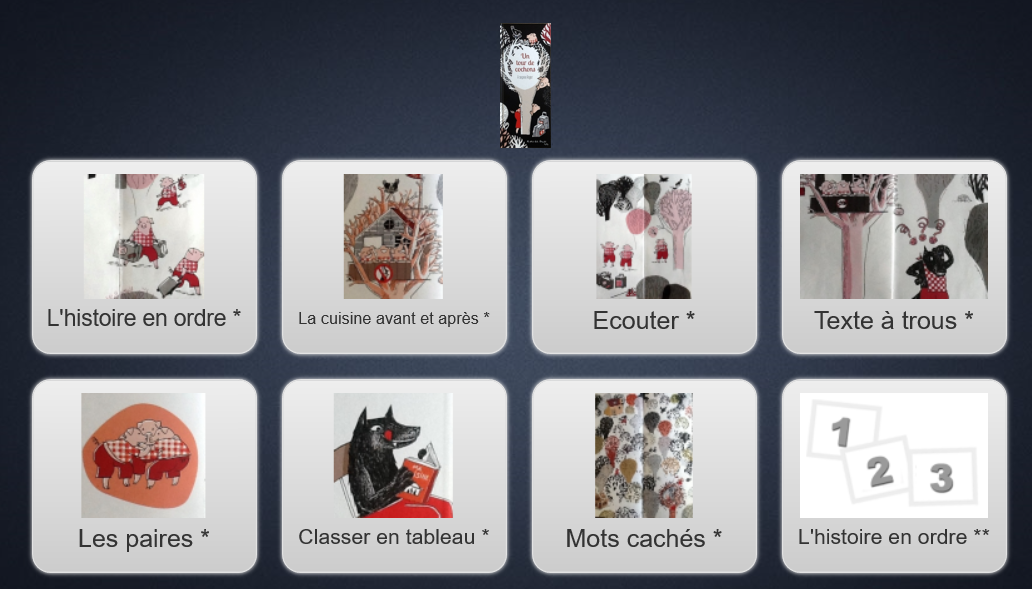 Un
tour de
cochons
L'histoire en ordre *
La cuisine avant et après *
Ecouter *
Texte à trous *
Les paires *
Classer en tableau *
Mots cachés *
1
2
3
L'histoire en ordre **